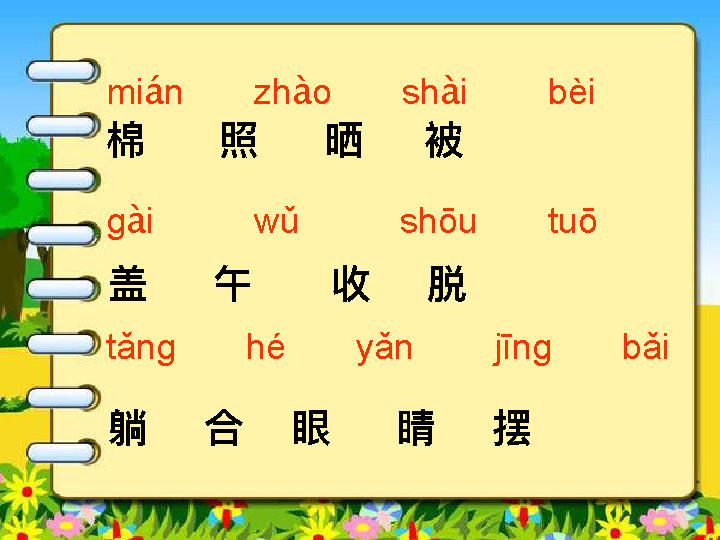 mián zhào shài bèi
棉 照 晒 被
gài wǔ shōu tuō
盖 午 收 脱
tǎng hé yǎn jīng bǎi
躺 合 眼 睛 摆